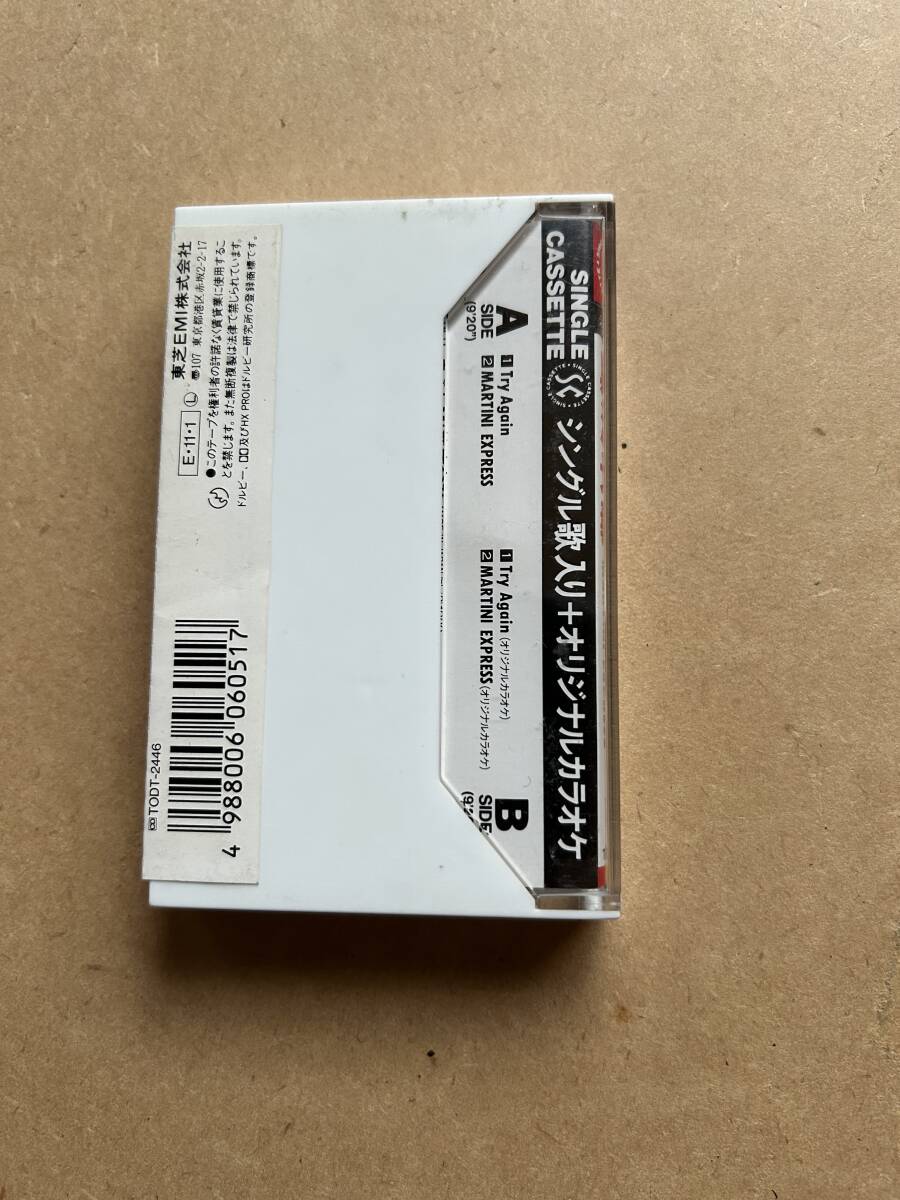 SINGLE
CASSETTE
SC
シングル歌入り+オリジナルカラオケ
A
SIDE
(9'20")
1 Try Again
2 MARTINI EXPRESS
1 Try Again (オリジナルカラオケ)
2 MARTINI EXPRESS (オリジナルカラオケ)
B
SIDE
東芝EMI株式会社
〠107 東京都港区赤坂2-2-17
E・11・1 Ⓛ
●このテープを権利者の許諾なく賃貸業に使用するこ
とを禁じます。また無断複製は法律で禁じられています。
ドルビー、DD及びHX PROはドルビー研究所の登録商標です。
TODT-2446
4 988006 060517